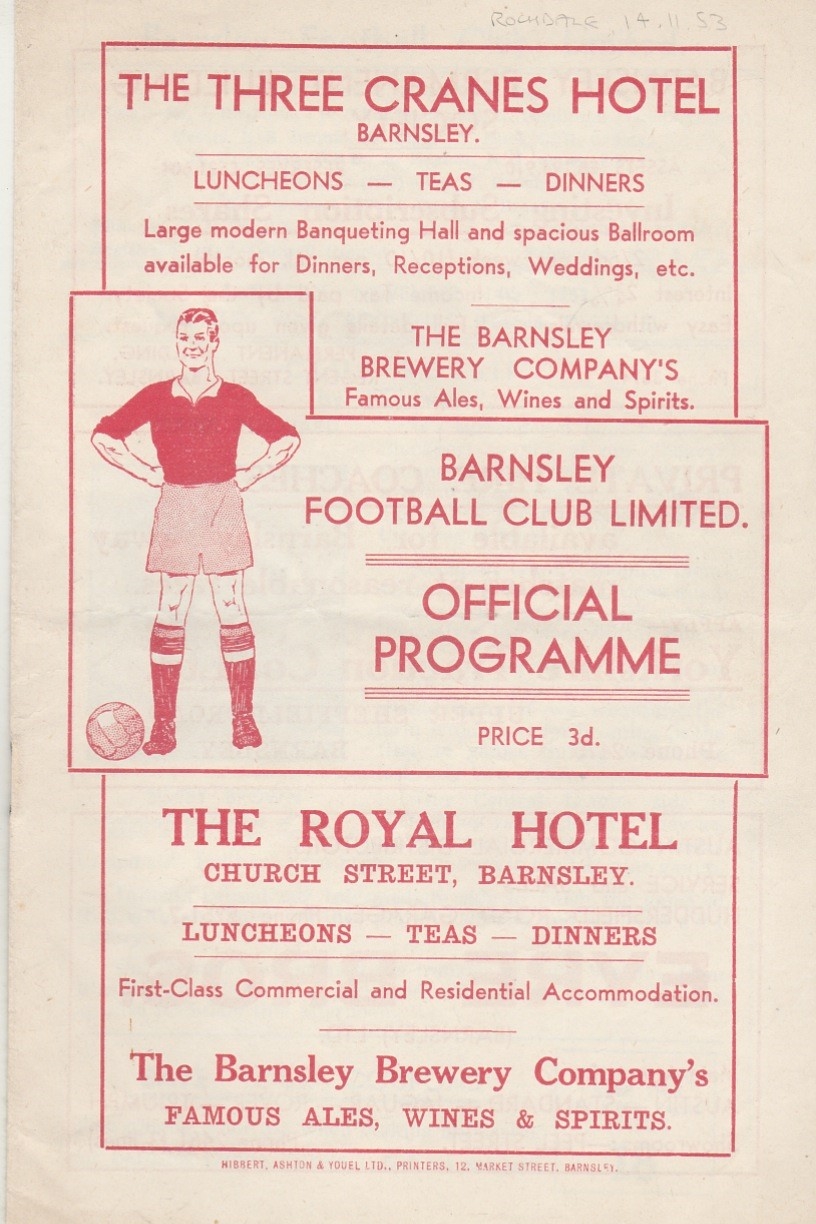 ROCHDALE 14.11.53
THE THREE CRANES HOTEL
BARNSLEY.
LUNCHEONS — TEAS — DINNERS
Large modern Banqueting Hall and spacious Ballroom
available for Dinners, Receptions, Weddings, etc.
THE BARNSLEY
BREWERY COMPANY'S
Famous Ales, Wines and Spirits.
BARNSLEY
FOOTBALL CLUB LIMITED.
OFFICIAL
PROGRAMME
PRICE 3d.
THE ROYAL HOTEL
CHURCH STREET, BARNSLEY.
LUNCHEONS — TEAS — DINNERS
First-Class Commercial and Residential Accommodation.
The Barnsley Brewery Company's
FAMOUS ALES, WINES & SPIRITS.
HIBBERT, ASHTON & YOUEL LTD., PRINTERS, 12, MARKET STREET, BARNSLEY.